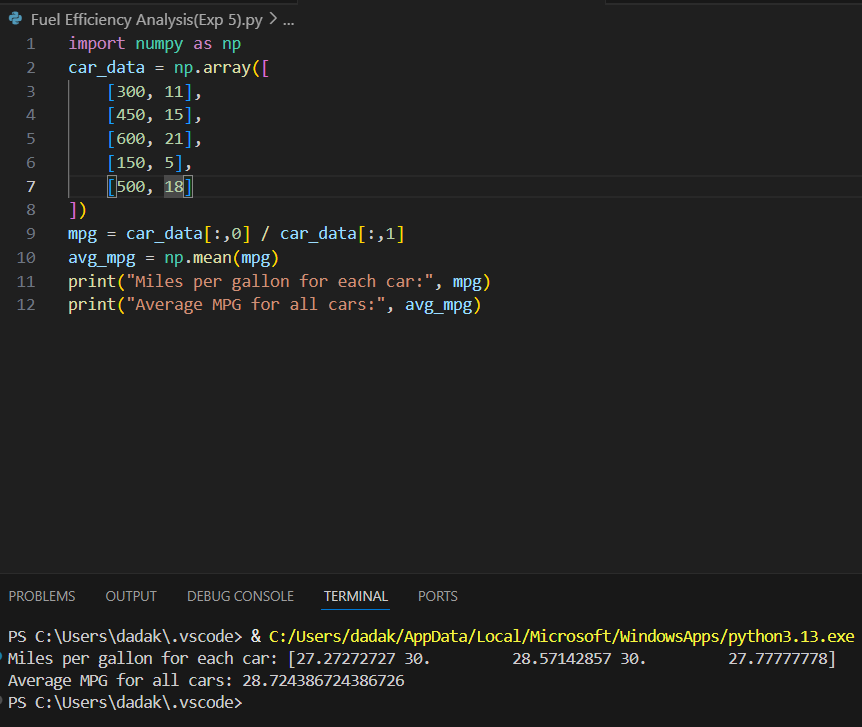 Fuel Efficiency Analysis(Exp 5).py > ...
1 import numpy as np
2 car_data = np.array([
3     [300, 11],
4     [450, 15],
5     [600, 21],
6     [150, 5],
7     [500, 18]
8 ])
9 mpg = car_data[:,0] / car_data[:,1]
10 avg_mpg = np.mean(mpg)
11 print("Miles per gallon for each car:", mpg)
12 print("Average MPG for all cars:", avg_mpg)
PROBLEMS OUTPUT DEBUG CONSOLE TERMINAL PORTS
PS C:\Users\dadak\.vscode> & C:/Users/dadak/AppData/Local/Microsoft/WindowsApps/python3.13.exe
Miles per gallon for each car: [27.27272727 30.         28.57142857 30.         27.77777778]
Average MPG for all cars: 28.724386724386726
PS C:\Users\dadak\.vscode>